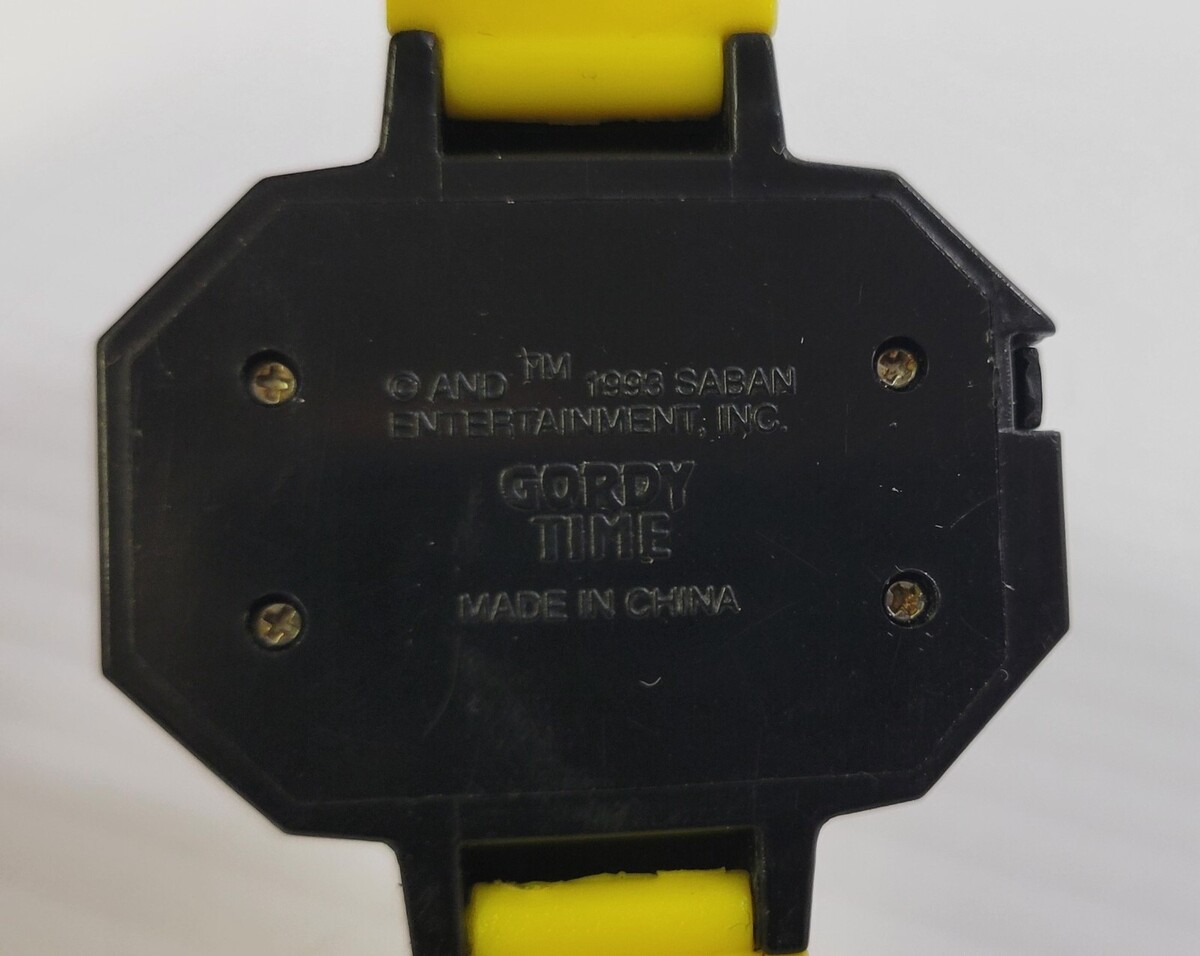 © AND ™ 1993 SABAN
ENTERTAINMENT, INC.
GORDY
TIME
MADE IN CHINA